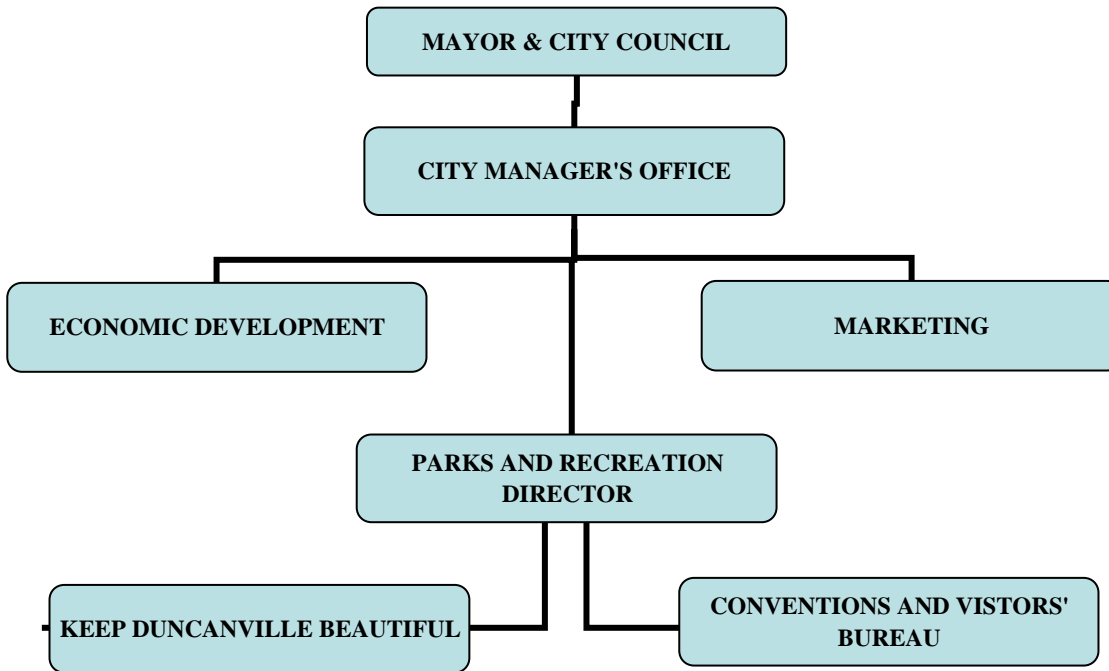 MAYOR & CITY COUNCIL
CITY MANAGER'S OFFICE
ECONOMIC DEVELOPMENT
MARKETING
PARKS AND RECREATION
DIRECTOR
KEEP DUNCANVILLE BEAUTIFUL
CONVENTIONS AND VISTORS'
BUREAU